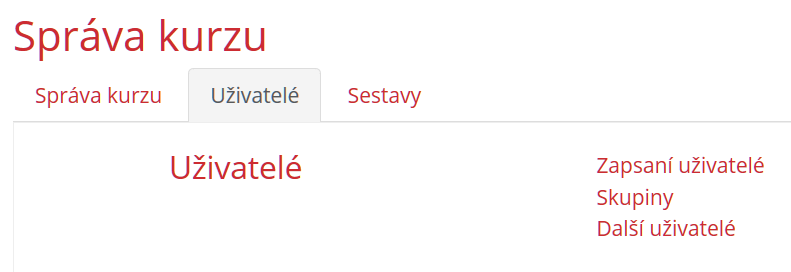 Správa kurzu
Správa kurzu Uživatelé Sestavy
Uživatelé
Zapsaní uživatelé
Skupiny
Další uživatelé